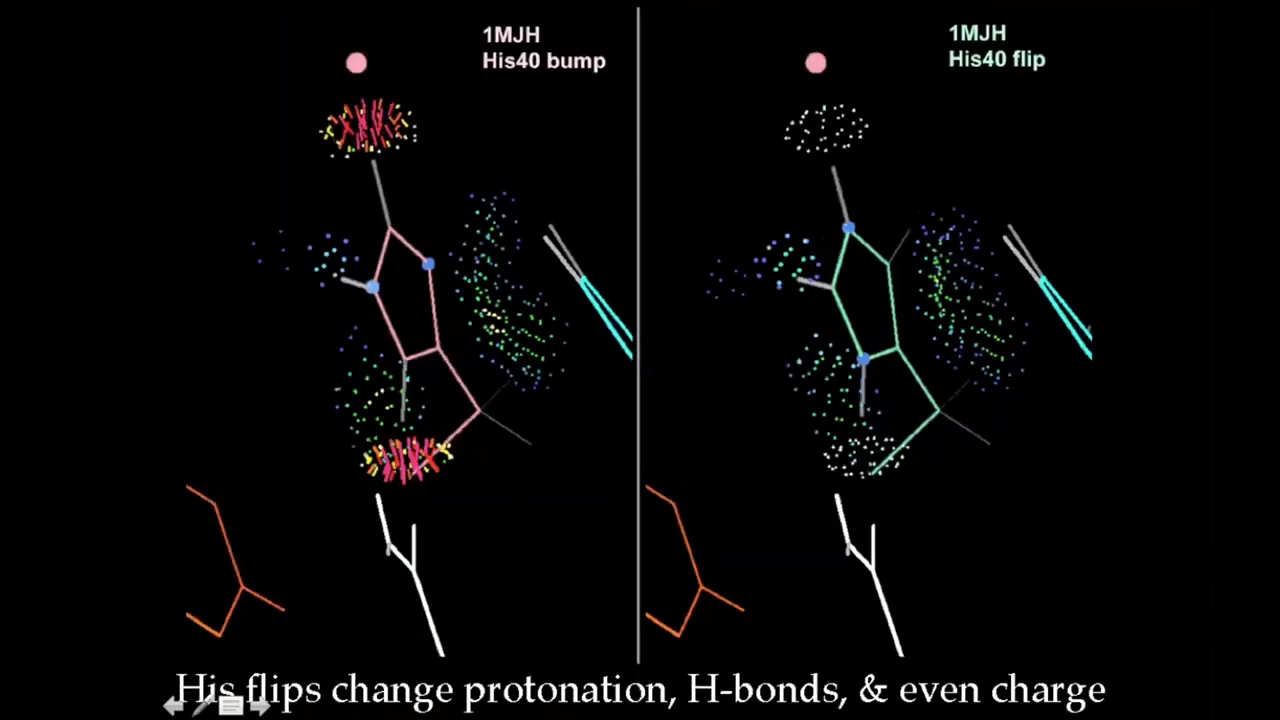 1MJH
His40 bump
1MJH
His40 flip
His flips change protonation, H-bonds, & even charge